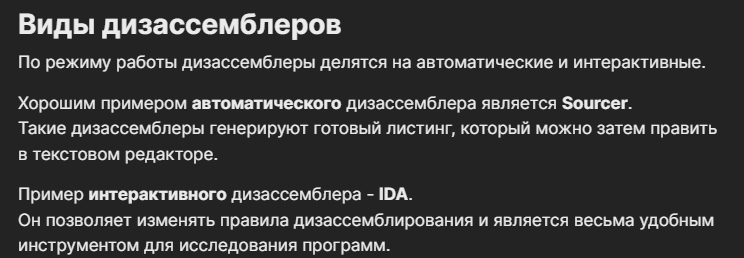 Виды дизассемблеров
По режиму работы дизассемблеры делятся на автоматические и интерактивные.
Хорошим примером автоматического дизассемблера является Sourcer.
Такие дизассемблеры генерируют готовый листинг, который можно затем править
в текстовом редакторе.
Пример интерактивного дизассемблера - IDA.
Он позволяет изменять правила дизассемблирования и является весьма удобным
инструментом для исследования программ.